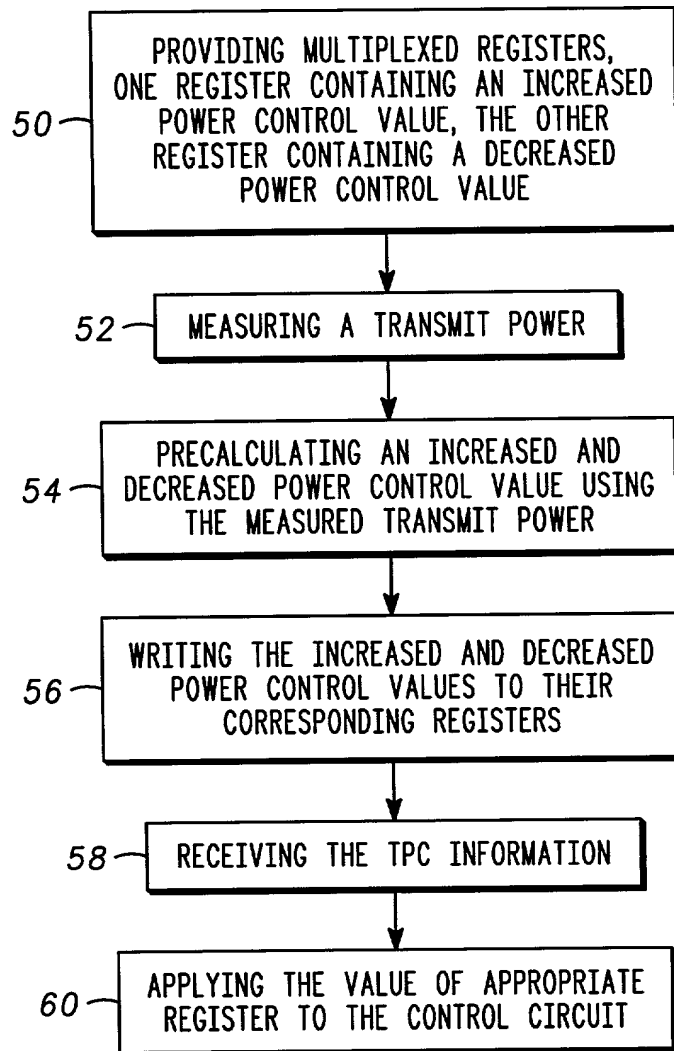 50
PROVIDING MULTIPLEXED REGISTERS,
ONE REGISTER CONTAINING AN INCREASED
POWER CONTROL VALUE, THE OTHER
REGISTER CONTAINING A DECREASED
POWER CONTROL VALUE
52
MEASURING A TRANSMIT POWER
54
PRECALCULATING AN INCREASED AND
DECREASED POWER CONTROL VALUE USING
THE MEASURED TRANSMIT POWER
56
WRITING THE INCREASED AND DECREASED
POWER CONTROL VALUES TO THEIR
CORRESPONDING REGISTERS
58
RECEIVING THE TPC INFORMATION
60
APPLYING THE VALUE OF APPROPRIATE
REGISTER TO THE CONTROL CIRCUIT